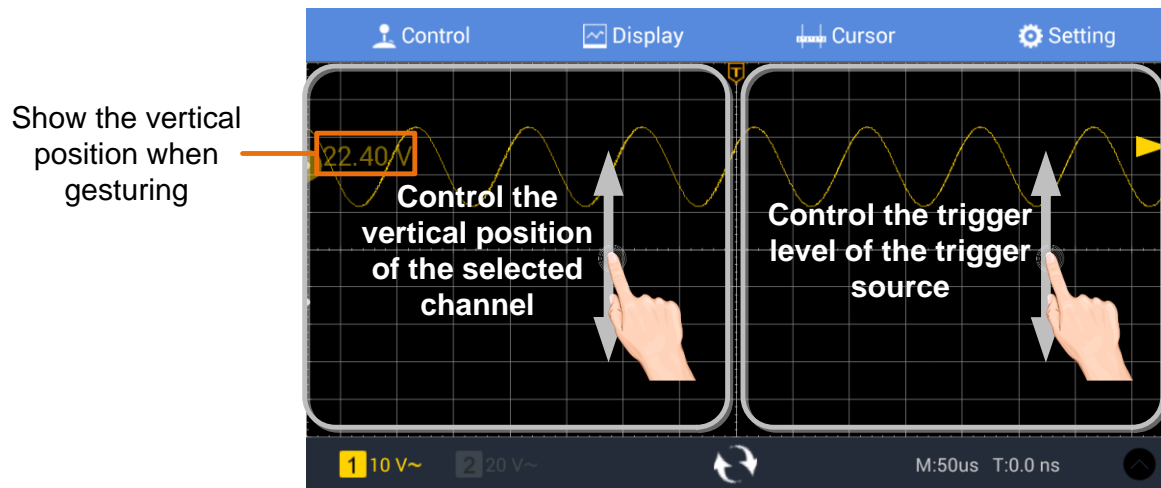 Control
Display
Cursor
Setting
T
Show the vertical
position when
gesturing
22.40 V
Control the
vertical position
of the selected
channel
Control the trigger
level of the trigger
source
1 10 V~
2 20 V~
M:50us T:0.0 ns